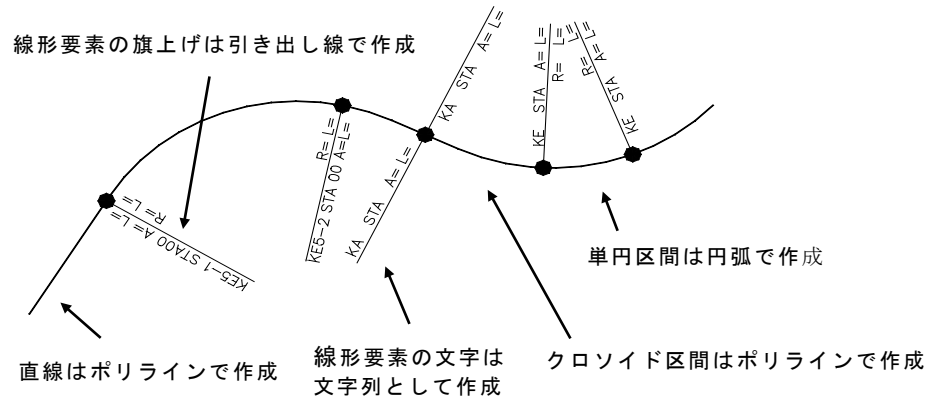 線形要素の旗上げは引き出し線で作成
KA STA A= L=
KE STA A= L=
R= L=
R= L=
KE STA A= L=
R= L=
KE5-2 STA 00 A=L=
KA STA A= L=
R= L=
KE5-1 STA00 A= L=
単円区間は円弧で作成
直線はポリラインで作成
線形要素の文字は
文字列として作成
クロソイド区間はポリラインで作成